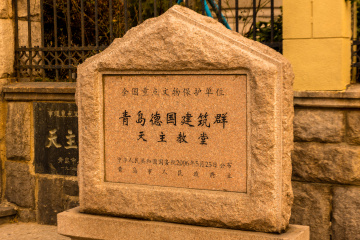 全国重点文物保护单位
青岛德国建筑群
天主教堂
中华人民共和国国务院2006年5月25日公布
青岛市人民政府立
天主